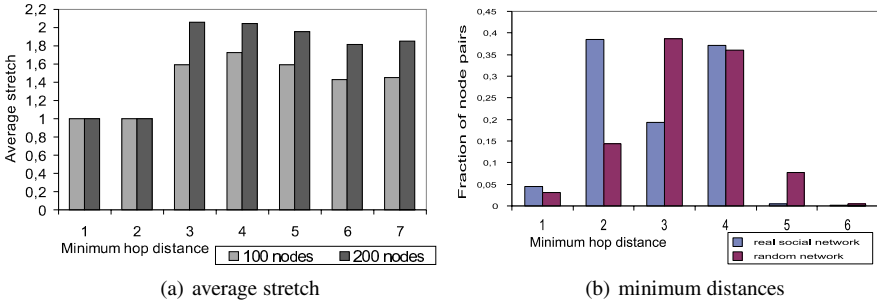 2,2
2
1,8
1,6
1,4
1,2
1
0,8
0,6
0,4
0,2
0
Average stretch
1 2 3 4 5 6 7
Minimum hop distance
100 nodes 200 nodes
(a) average stretch
0,45
0,4
0,35
0,3
0,25
0,2
0,15
0,1
0,05
0
Fraction of node pairs
1 2 3 4 5 6
Minimum hop distance
real social network
random network
(b) minimum distances